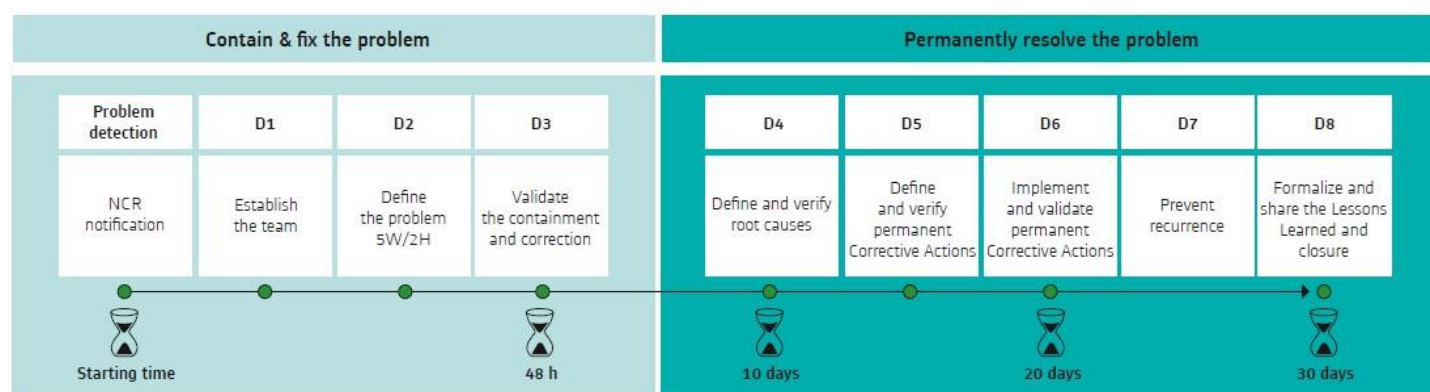 Contain & fix the problem
Permanently resolve the problem
Problem
detection
D1
D2
D3
D4
D5
D6
D7
D8
NCR
notification
Establish
the team
Define
the problem
5W/2H
Validate
the containment
and correction
Define and verify
root causes
Define
and verify
permanent
Corrective Actions
Implement
and validate
permanent
Corrective Actions
Prevent
recurrence
Formalize and
share the Lessons
Learned and
closure
Starting time
48 h
10 days
20 days
30 days